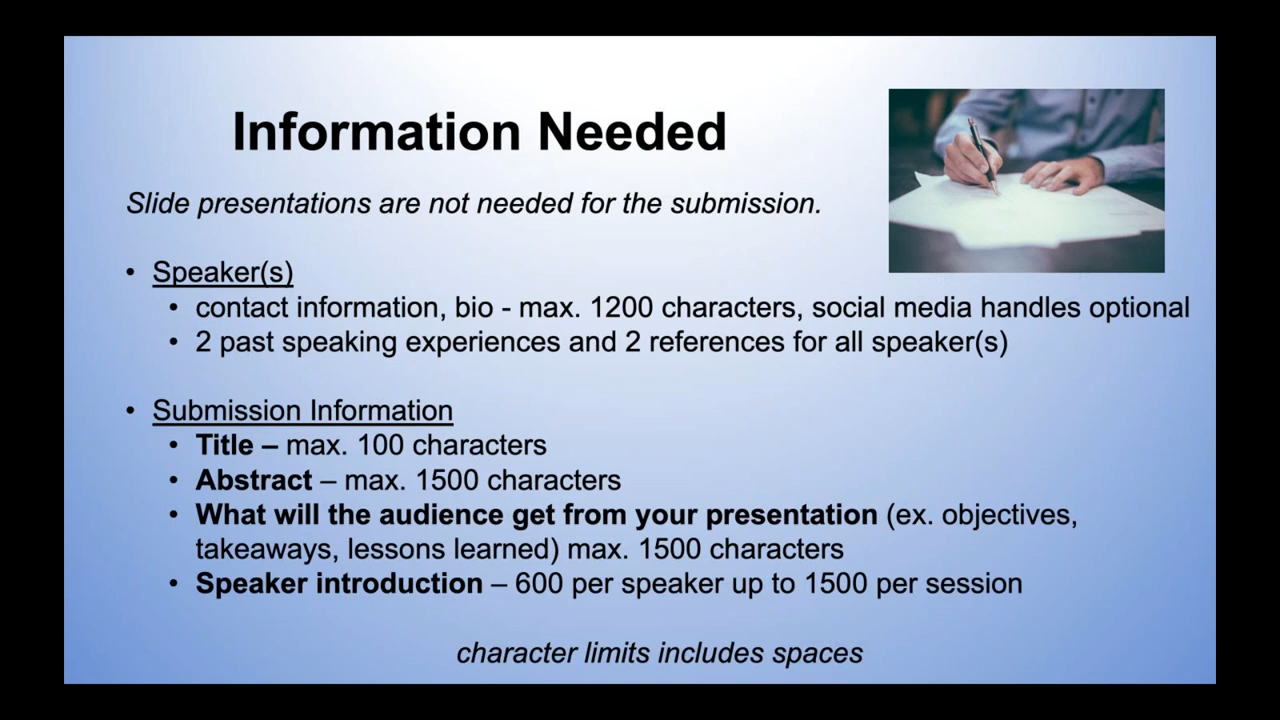 Information Needed
Slide presentations are not needed for the submission.
• Speaker(s)
• contact information, bio - max. 1200 characters, social media handles optional
• 2 past speaking experiences and 2 references for all speaker(s)
• Submission Information
• Title – max. 100 characters
• Abstract – max. 1500 characters
• What will the audience get from your presentation (ex. objectives,
takeaways, lessons learned) max. 1500 characters
• Speaker introduction – 600 per speaker up to 1500 per session
character limits includes spaces